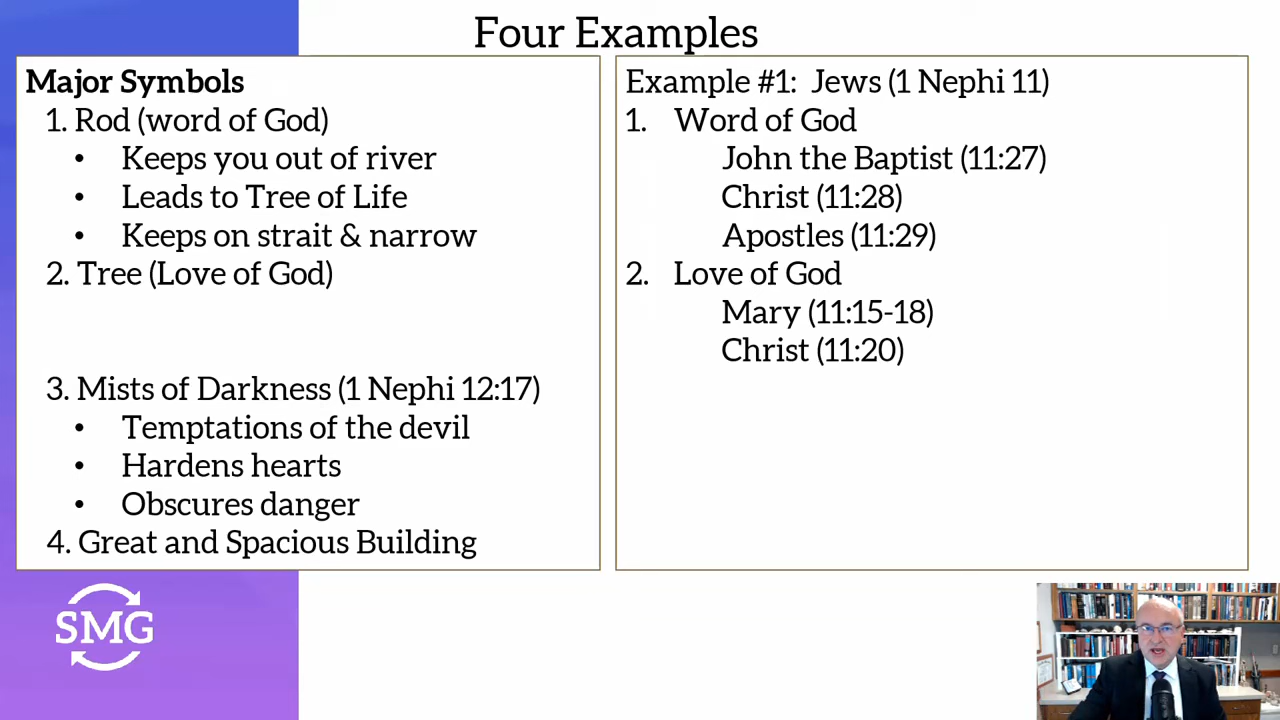 Four Examples
Major Symbols
1. Rod (word of God)
• Keeps you out of river
• Leads to Tree of Life
• Keeps on strait & narrow
2. Tree (Love of God)
3. Mists of Darkness (1 Nephi 12:17)
• Temptations of the devil
• Hardens hearts
• Obscures danger
4. Great and Spacious Building
Example #1: Jews (1 Nephi 11)
1. Word of God
John the Baptist (11:27)
Christ (11:28)
Apostles (11:29)
2. Love of God
Mary (11:15-18)
Christ (11:20)
SMG